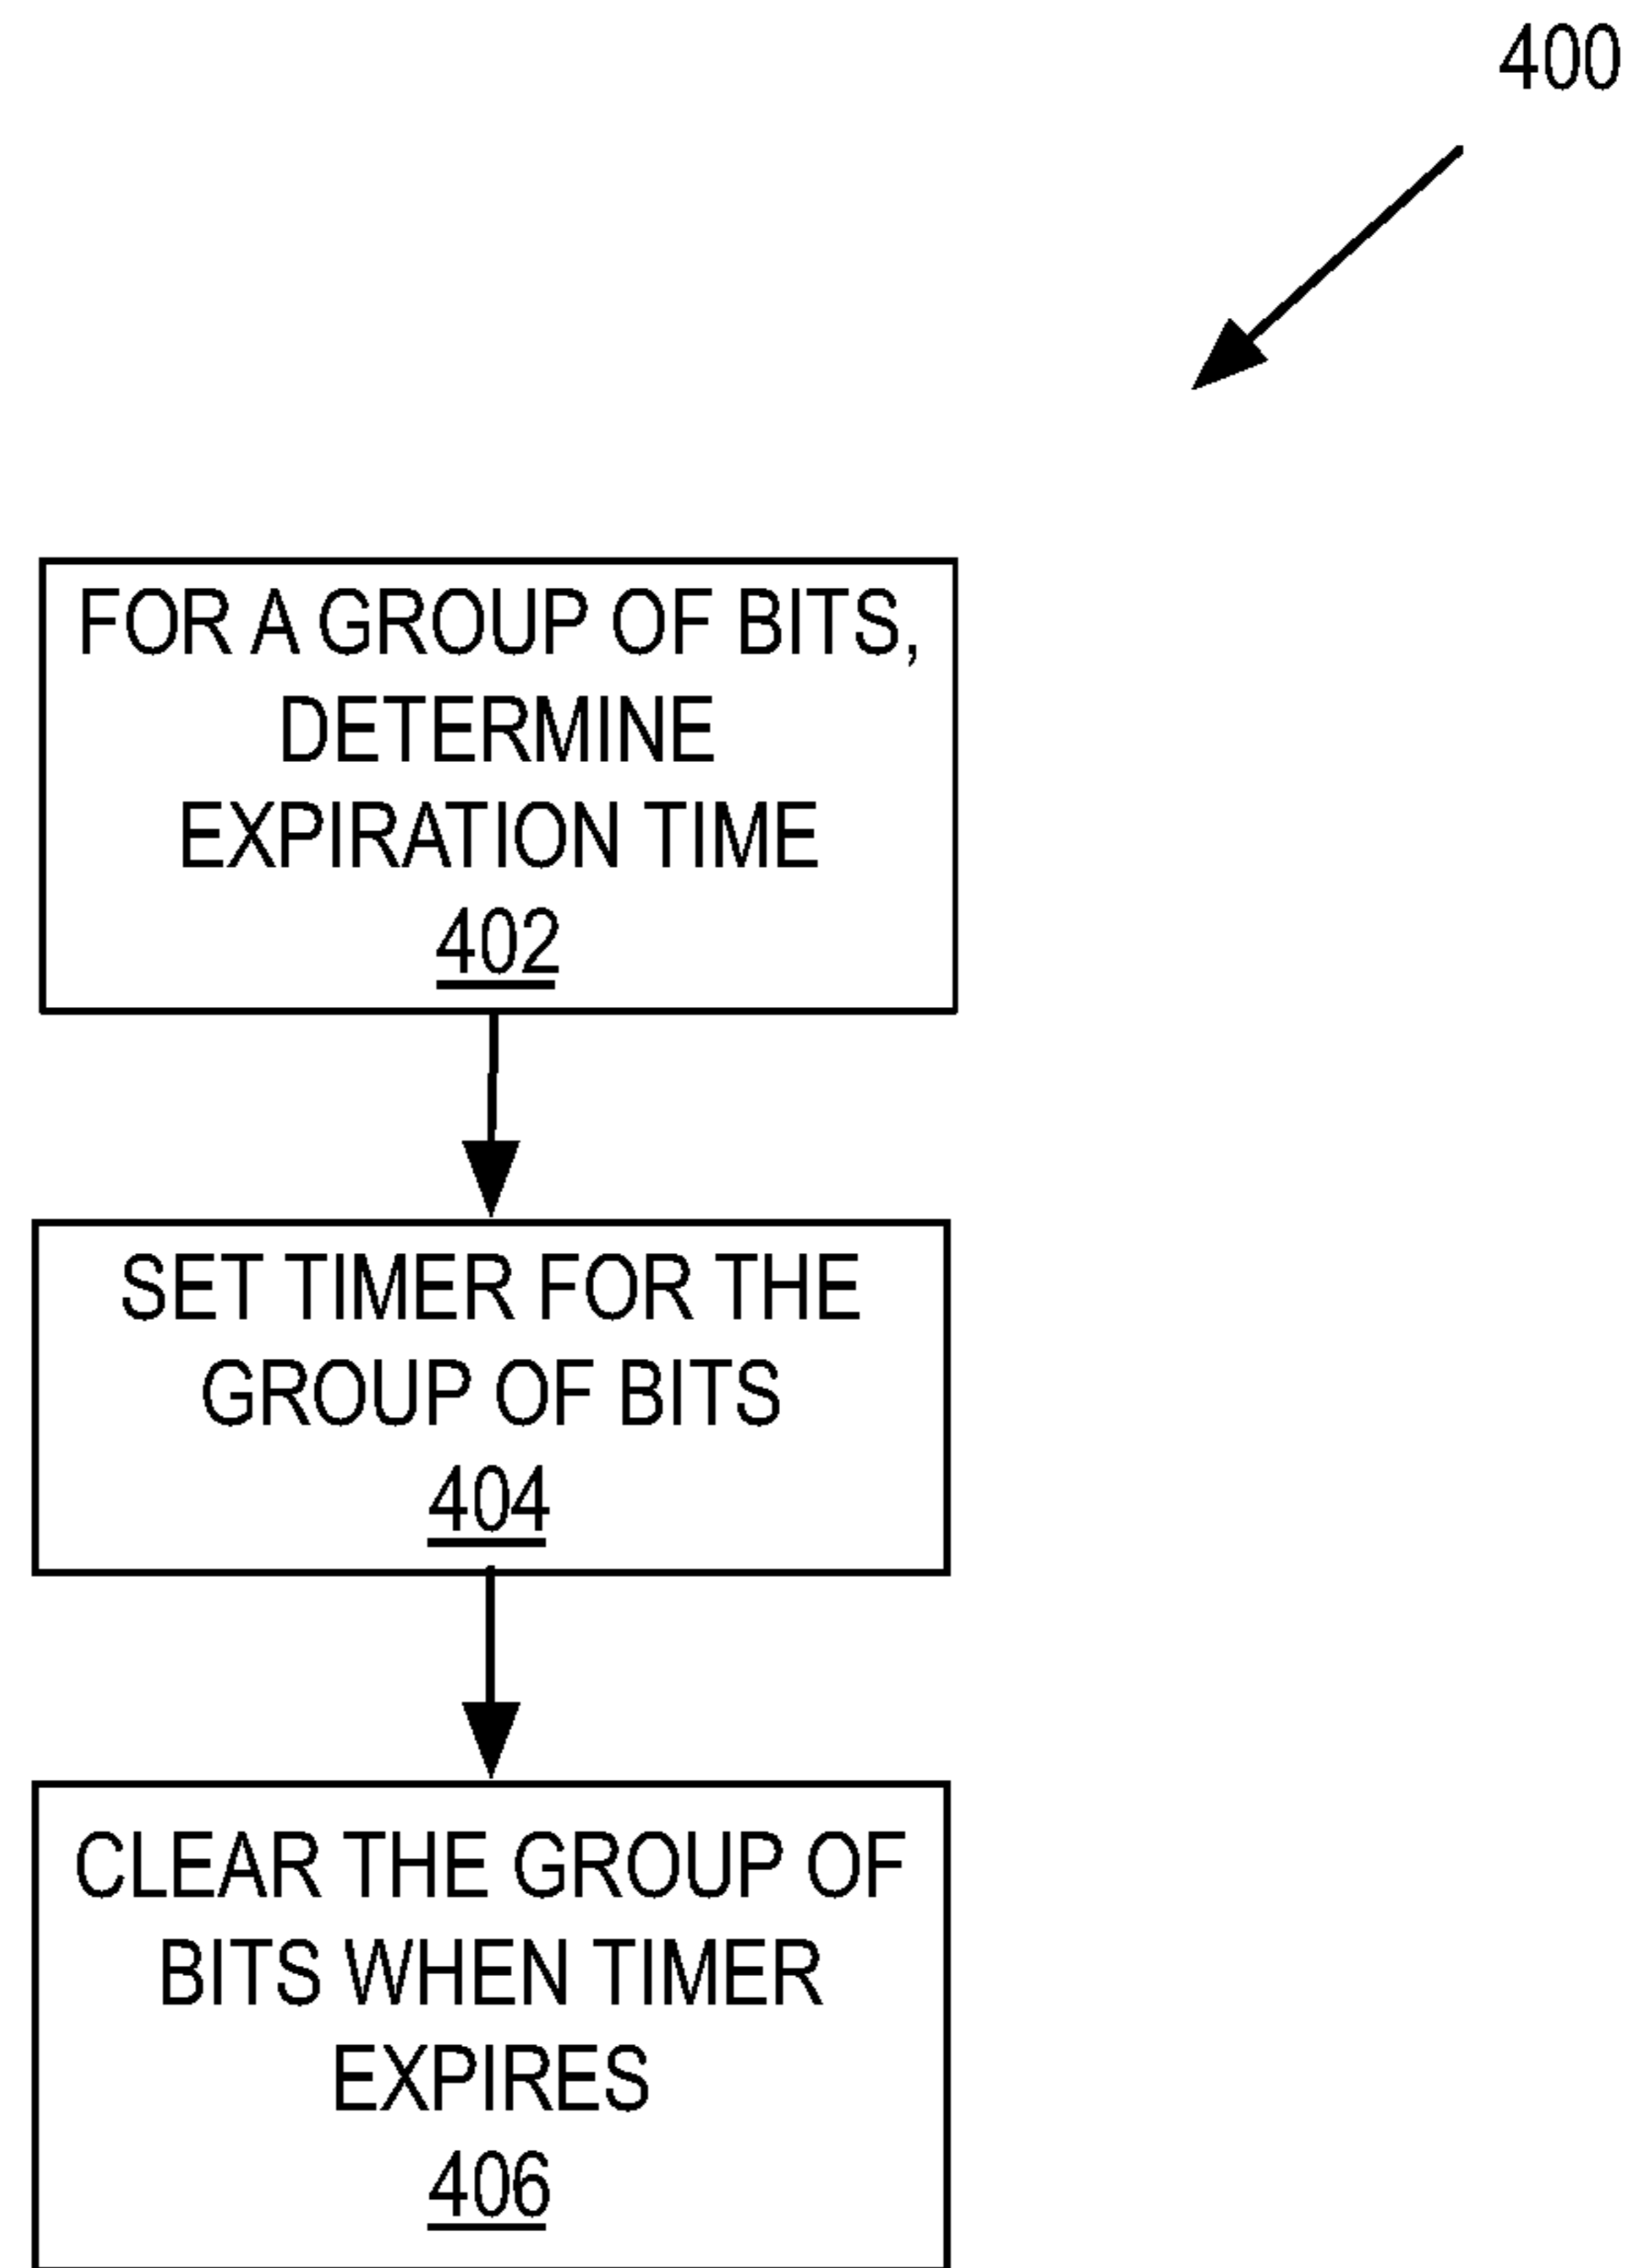 400
FOR A GROUP OF BITS,
DETERMINE
EXPIRATION TIME
402
SET TIMER FOR THE
GROUP OF BITS
404
CLEAR THE GROUP OF
BITS WHEN TIMER
EXPIRES
406